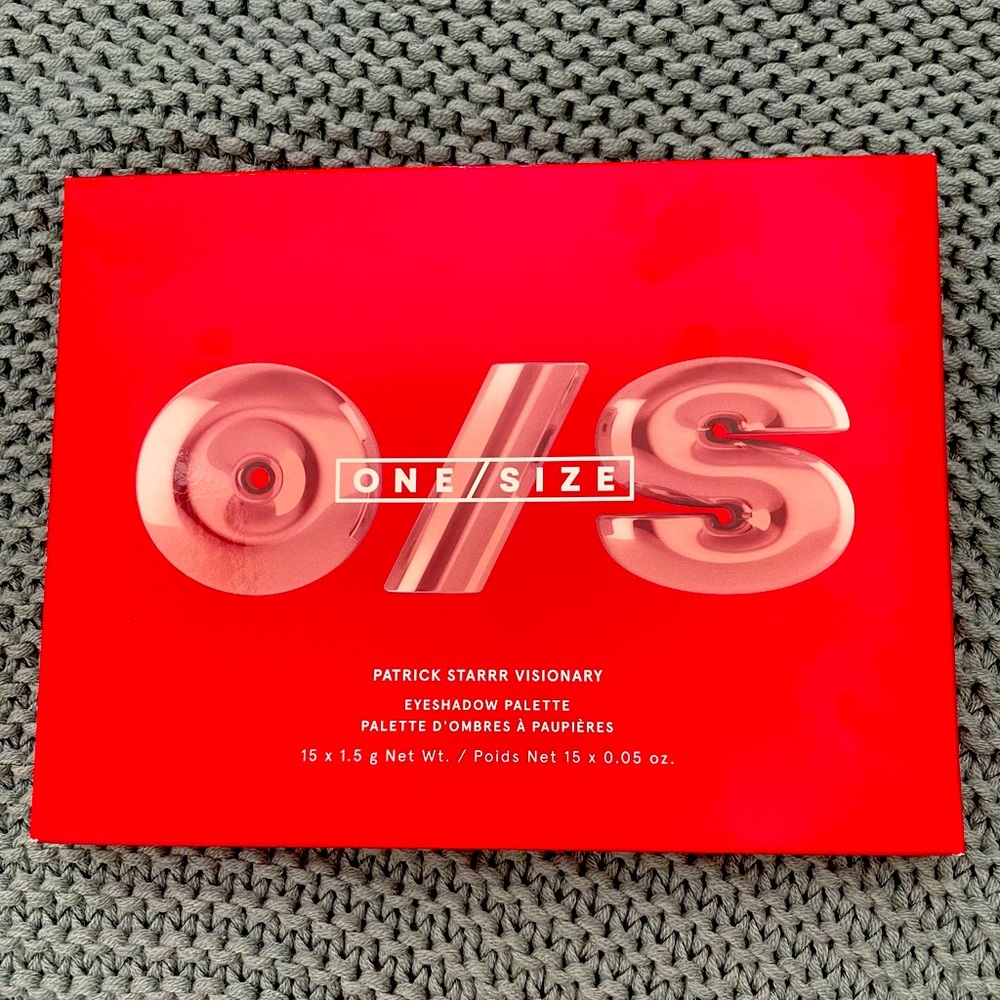 O/S
ONE/SIZE
PATRICK STARRR VISIONARY
EYESHADOW PALETTE
PALETTE D'OMBRES À PAUPIÈRES
15 x 1.5 g Net Wt. / Poids Net 15 x 0.05 oz.